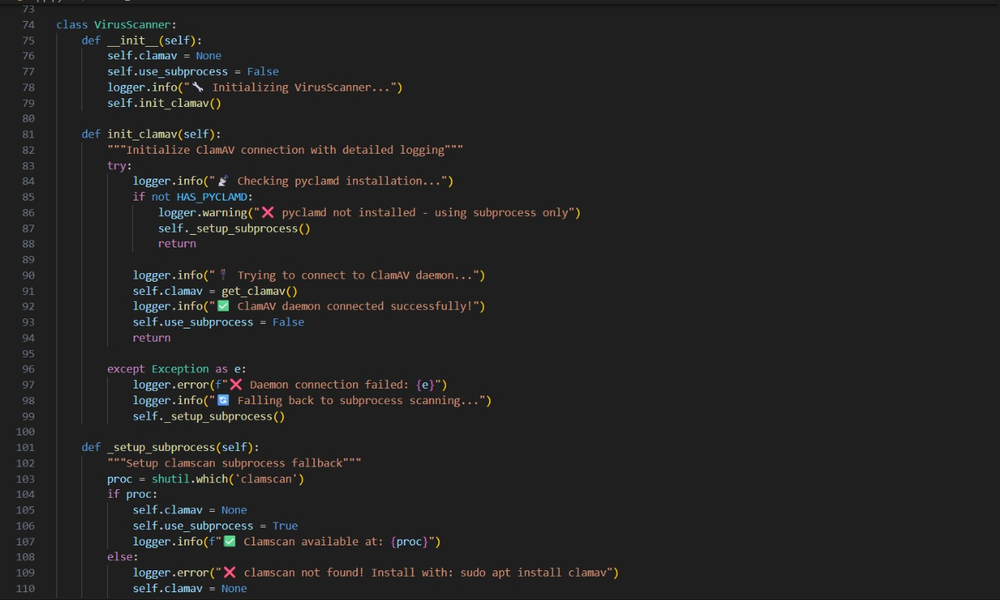 73
74 class VirusScanner:
75     def __init__(self):
76         self.clamav = None
77         self.use_subprocess = False
78         logger.info("🔧 Initializing VirusScanner...")
79         self.init_clamav()
80
81     def init_clamav(self):
82         """Initialize ClamAV connection with detailed logging"""
83         try:
84             logger.info("📡 Checking pyclamd installation...")
85             if not HAS_PYCLAMD:
86                 logger.warning("❌ pyclamd not installed - using subprocess only")
87                 self._setup_subprocess()
88                 return
89
90             logger.info("🔌 Trying to connect to ClamAV daemon...")
91             self.clamav = get_clamav()
92             logger.info("✅ ClamAV daemon connected successfully!")
93             self.use_subprocess = False
94             return
95
96         except Exception as e:
97             logger.error(f"❌ Daemon connection failed: {e}")
98             logger.info("🔄 Falling back to subprocess scanning...")
99             self._setup_subprocess()
100
101     def _setup_subprocess(self):
102         """Setup clamscan subprocess fallback"""
103         proc = shutil.which('clamscan')
104         if proc:
105             self.clamav = None
106             self.use_subprocess = True
107             logger.info(f"✅ Clamscan available at: {proc}")
108         else:
109             logger.error("❌ clamscan not found! Install with: sudo apt install clamav")
110             self.clamav = None